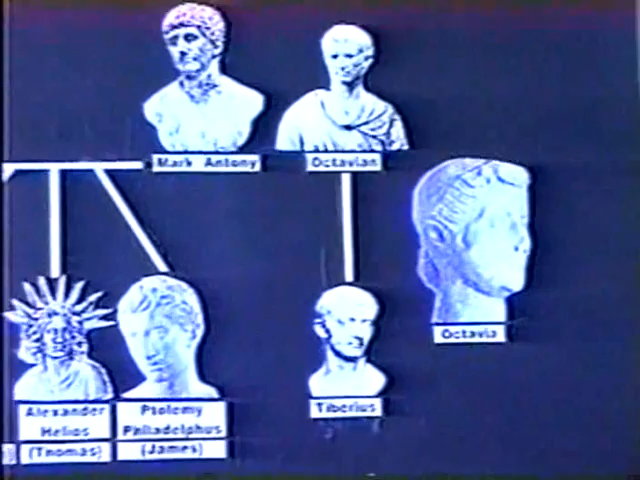 Mark Antony
Octavian
Octavia
Tiberius
Alexander
Helios
(Thomas)
Ptolemy
Philadelphus
(James)